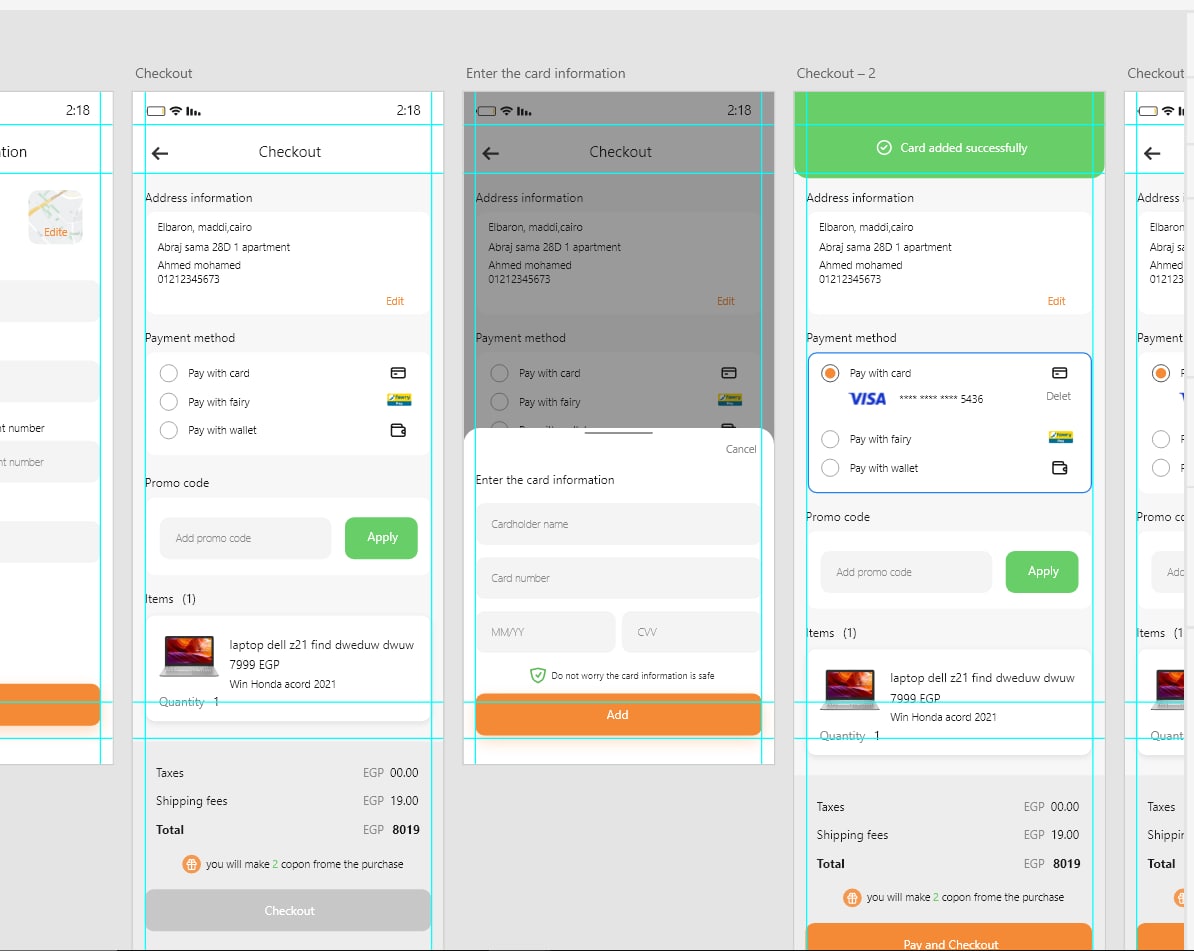 Checkout
Enter the card information
Checkout – 2
Checkout
2:18
tion
Edite
nt number
nt number
2:18
Checkout
Address information
Elbaron, maddi,cairo
Abraj sama 28D 1 apartment
Ahmed mohamed
01212345673
Edit
Payment method
Pay with card
Pay with fairy
Pay with wallet
Promo code
Add promo code
Apply
Items (1)
laptop dell z21 find dweduw dwuw
7999 EGP
Win Honda acord 2021
Quantity 1
Taxes EGP 00.00
Shipping fees EGP 19.00
Total EGP 8019
you will make 2 copon frome the purchase
Checkout
2:18
Checkout
Address information
Elbaron, maddi,cairo
Abraj sama 28D 1 apartment
Ahmed mohamed
01212345673
Edit
Payment method
Pay with card
Pay with fairy
Cancel
Enter the card information
Cardholder name
Card number
MM/YY
CVV
Do not worry the card information is safe
Add
Card added successfully
Address information
Elbaron, maddi,cairo
Abraj sama 28D 1 apartment
Ahmed mohamed
01212345673
Edit
Payment method
Pay with card
VISA **** **** **** 5436 Delet
Pay with fairy
Pay with wallet
Promo code
Add promo code
Apply
Items (1)
laptop dell z21 find dweduw dwuw
7999 EGP
Win Honda acord 2021
Quantity 1
Taxes EGP 00.00
Shipping fees EGP 19.00
Total EGP 8019
you will make 2 copon frome the purchase
Pay and Checkout
Address
Elbaron
Abraj sa
Ahmed
01212
Payment
Promo co
Add
Items (1
Quant
Taxes
Shippin
Total